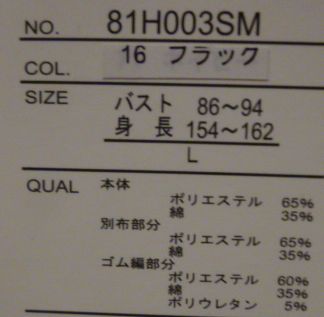 NO. 81H003SM
COL. 16 フラック
SIZE バスト 86～94
身長 154～162
L
QUAL 本体
ポリエステル 65%
綿 35%
別布部分
ポリエステル 65%
綿 35%
ゴム編部分
ポリエステル 60%
綿 35%
ポリウレタン 5%